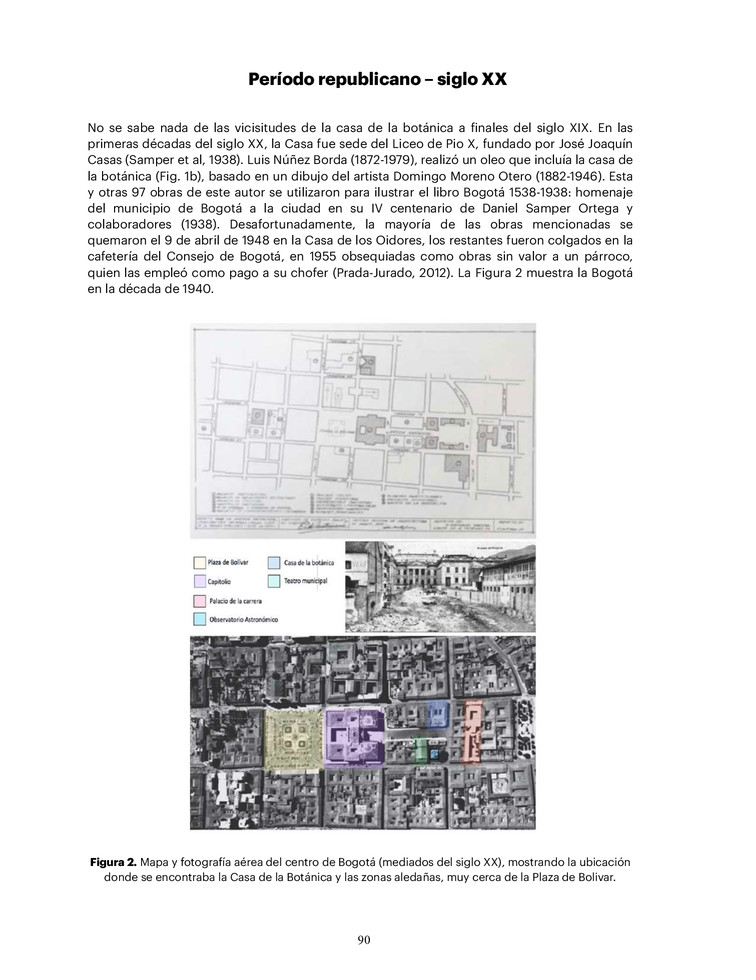 Período republicano – siglo XX
No se sabe nada de las vicisitudes de la casa de la botánica a finales del siglo XIX. En las
primeras décadas del siglo XX, la Casa fue sede del Liceo de Pio X, fundado por José Joaquín
Casas (Samper et al, 1938). Luis Núñez Borda (1872-1979), realizó un oleo que incluía la casa de
la botánica (Fig. 1b), basado en un dibujo del artista Domingo Moreno Otero (1882-1946). Esta
y otras 97 obras de este autor se utilizaron para ilustrar el libro Bogotá 1538-1938: homenaje
del municipio de Bogotá a la ciudad en su IV centenario de Daniel Samper Ortega y
colaboradores (1938). Desafortunadamente, la mayoría de las obras mencionadas se
quemaron el 9 de abril de 1948 en la Casa de los Oidores, los restantes fueron colgados en la
cafetería del Consejo de Bogotá, en 1955 obsequiadas como obras sin valor a un párroco,
quien las empleó como pago a su chofer (Prada-Jurado, 2012). La Figura 2 muestra la Bogotá
en la década de 1940.
Plaza de Bolívar
Casa de la botánica
Capitolio
Teatro municipal
Palacio de la carrera
Observatorio Astronómico
Figura 2. Mapa y fotografía aérea del centro de Bogotá (mediados del siglo XX), mostrando la ubicación
donde se encontraba la Casa de la Botánica y las zonas aledañas, muy cerca de la Plaza de Bolivar.
90